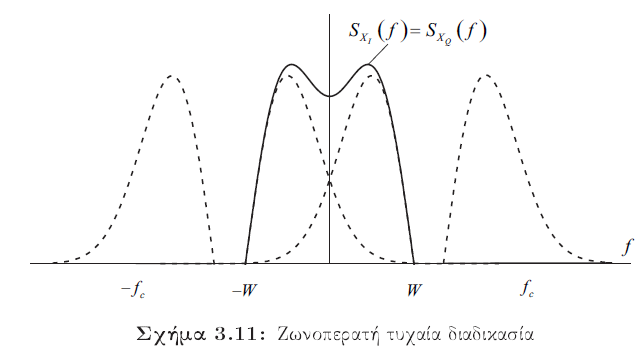 S_{X_I}(f) = S_{X_Q}(f)
f
−f_c −W W f_c
Σχήμα 3.11: Ζωνοπερατή τυχαία διαδικασία